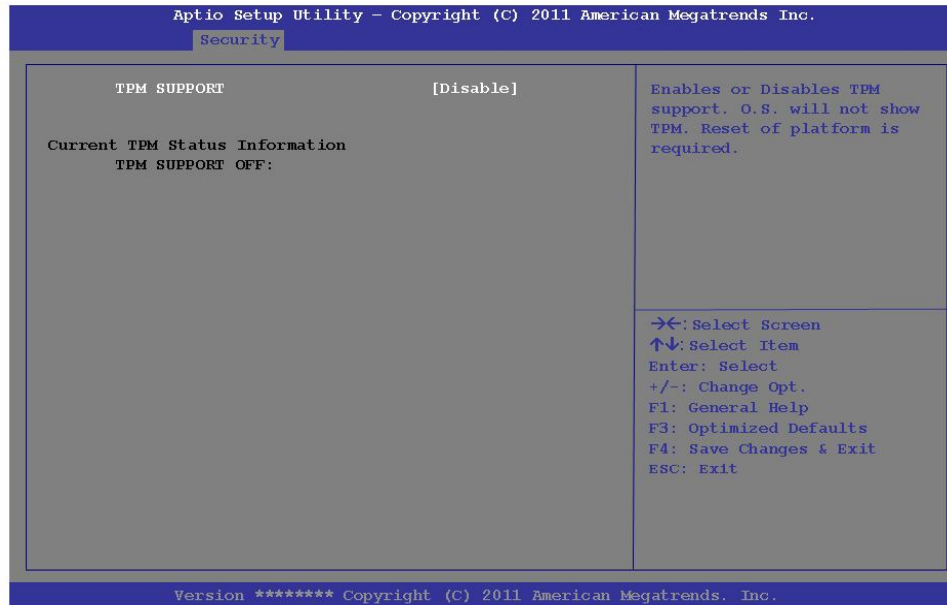 Aptio Setup Utility – Copyright (C) 2011 American Megatrends Inc.
Security
TPM SUPPORT [Disable]
Current TPM Status Information
TPM SUPPORT OFF:
Enables or Disables TPM
support. O.S. will not show
TPM. Reset of platform is
required.
→←:Select Screen
↑↓:Select Item
Enter: Select
+/-: Change Opt.
F1: General Help
F3: Optimized Defaults
F4: Save Changes & Exit
ESC: Exit
Version ******** Copyright (C) 2011 American Megatrends. Inc.